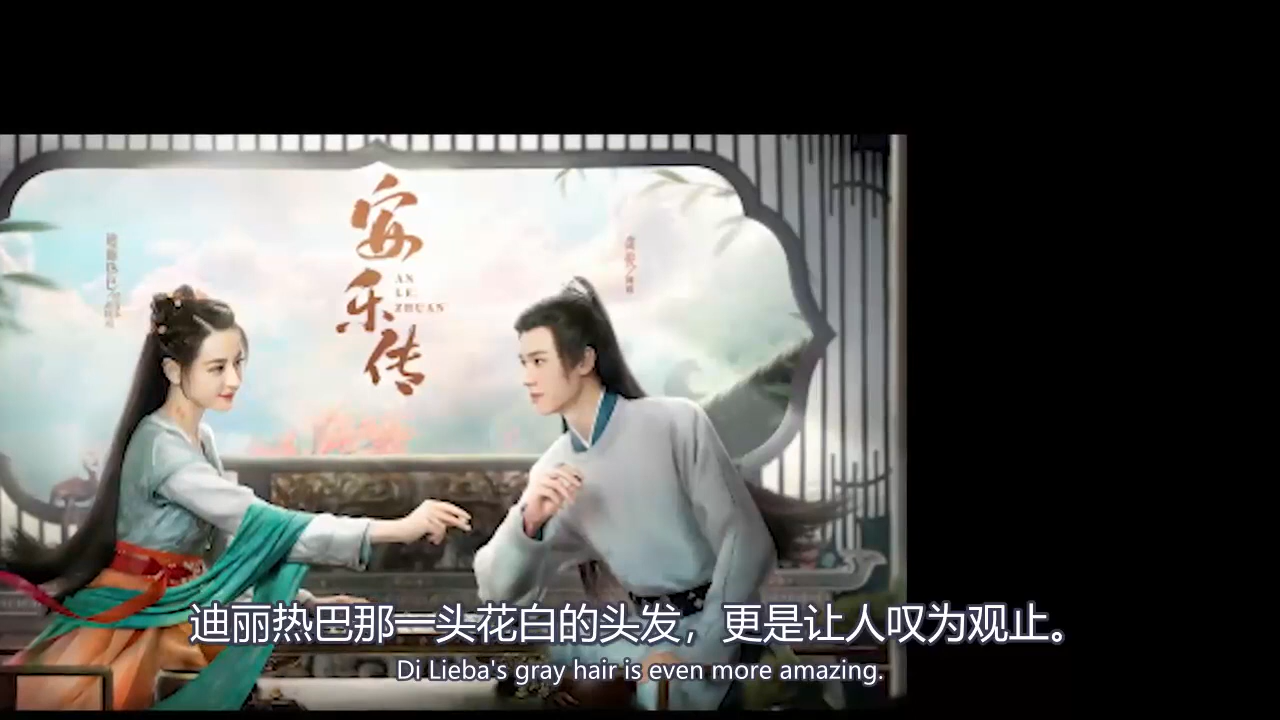 安乐传
AN
LE
ZHUAN
迪丽热巴那一头花白的头发，更是让人叹为观止。
Di Lieba's gray hair is even more amazing.